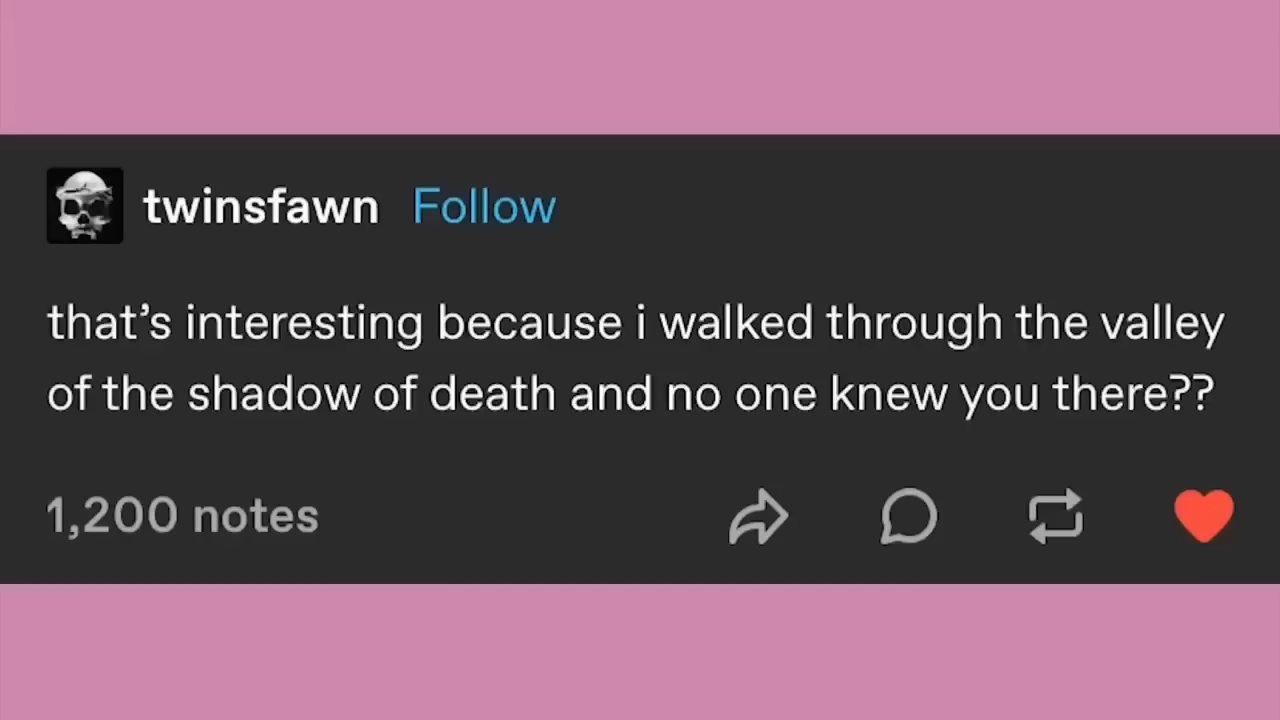 twinsfawn Follow
that’s interesting because i walked through the valley
of the shadow of death and no one knew you there??
1,200 notes